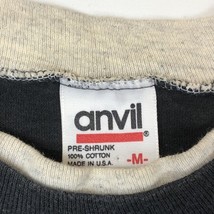 anvil
PRE-SHRUNK
100% COTTON
MADE IN U.S.A.
-M-